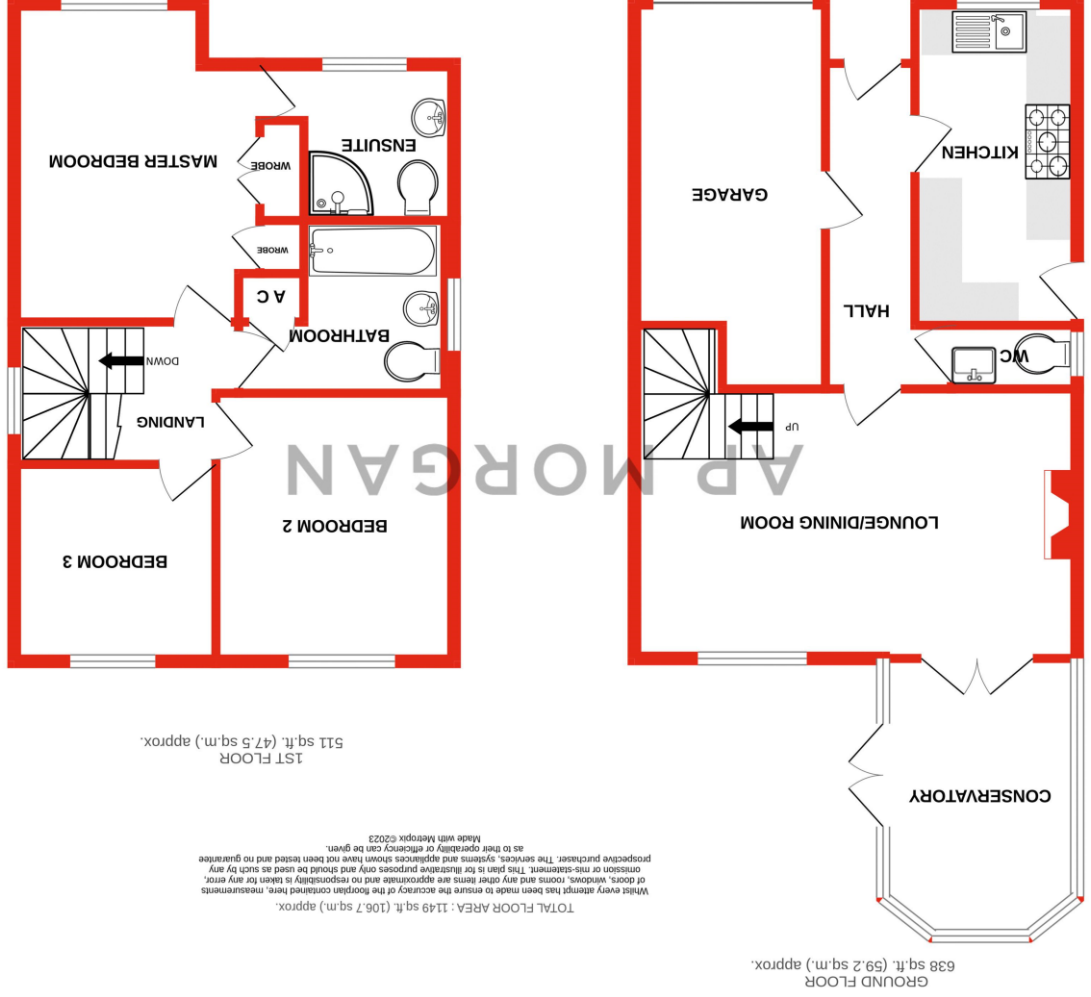 GROUND FLOOR
638 sq.ft. (59.2 sq.m.) approx.
CONSERVATORY
LOUNGE/DINING ROOM
UP
WC
HALL
KITCHEN
GARAGE
1ST FLOOR
511 sq.ft. (47.5 sq.m.) approx.
BEDROOM 3
BEDROOM 2
LANDING
DOWN
BATHROOM
A C
WROBE
WROBE
MASTER BEDROOM
ENSUITE
AP MORGAN
TOTAL FLOOR AREA : 1149 sq.ft. (106.7 sq.m.) approx.
Whilst every attempt has been made to ensure the accuracy of the floorplan contained here, measurements
of doors, windows, rooms and any other items are approximate and no responsibility is taken for any error,
omission or mis-statement. This plan is for illustrative purposes only and should be used as such by any
prospective purchaser. The services, systems and appliances shown have not been tested and no guarantee
as to their operability or efficiency can be given.
Made with Metropix ©2023